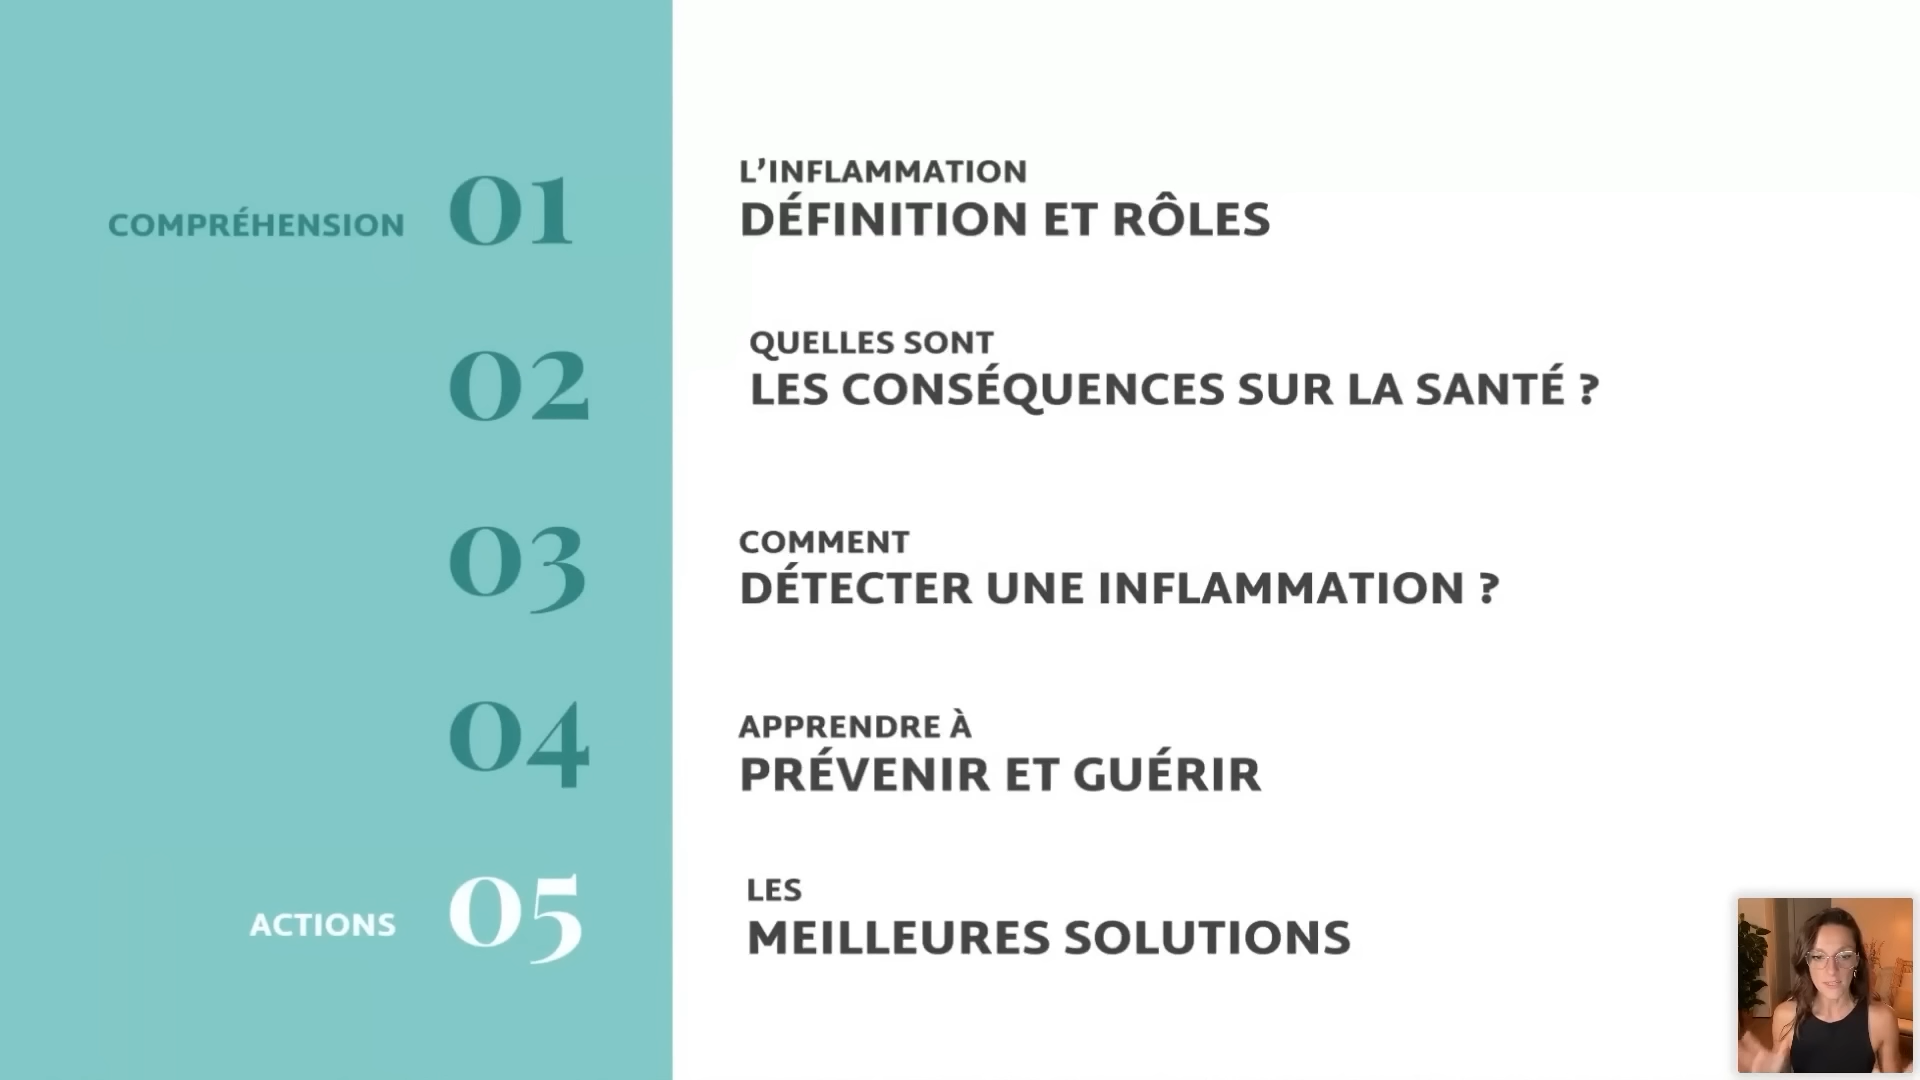 COMPRÉHENSION
01
L’INFLAMMATION
DÉFINITION ET RÔLES
02
QUELLES SONT
LES CONSÉQUENCES SUR LA SANTÉ ?
03
COMMENT
DÉTECTER UNE INFLAMMATION ?
04
APPRENDRE À
PRÉVENIR ET GUÉRIR
ACTIONS
05
LES
MEILLEURES SOLUTIONS